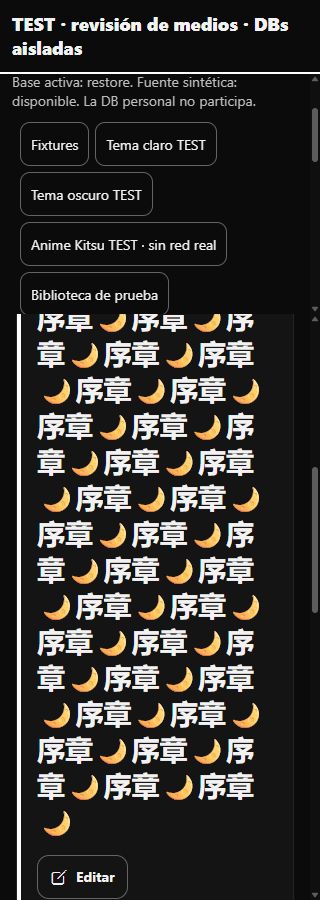 TEST · revisión de medios · DBs
aisladas
Base activa: restore. Fuente sintética:
disponible. La DB personal no participa.
Fixtures
Tema claro TEST
Tema oscuro TEST
Anime Kitsu TEST · sin red real
Biblioteca de prueba
序章🌙序章🌙序
章🌙序章🌙序章
🌙序章🌙序章🌙
序章🌙序章🌙序
章🌙序章🌙序章
🌙序章🌙序章🌙
序章🌙序章🌙序
章🌙序章🌙序章
🌙序章🌙序章🌙
序章🌙序章🌙序
章🌙序章🌙序章
🌙序章🌙序章🌙
序章🌙序章🌙序
章🌙序章🌙序章
🌙
Editar